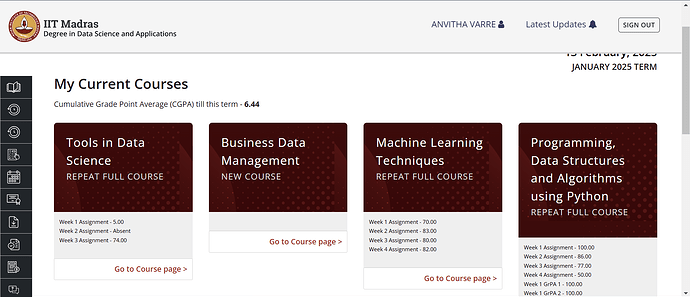 IIT Madras
Degree in Data Science and Applications
ANVITHA VARRE
Latest Updates
SIGN OUT
JANUARY 2025 TERM
My Current Courses
Cumulative Grade Point Average (CGPA) till this term - 6.44
Tools in Data
Science
REPEAT FULL COURSE
Week 1 Assignment - 5.00
Week 2 Assignment - Absent
Week 3 Assignment - 74.00
Go to Course page >
Business Data
Management
NEW COURSE
Go to Course page >
Machine Learning
Techniques
REPEAT FULL COURSE
Week 1 Assignment - 70.00
Week 2 Assignment - 83.00
Week 3 Assignment - 80.00
Week 4 Assignment - 82.00
Go to Course page >
Programming,
Data Structures
and Algorithms
using Python
REPEAT FULL COURSE
Week 1 Assignment - 100.00
Week 2 Assignment - 86.00
Week 3 Assignment - 77.00
Week 4 Assignment - 50.00
Week 1 GrPA 1 - 100.00
Week 1 GrPA 2 - 100.00